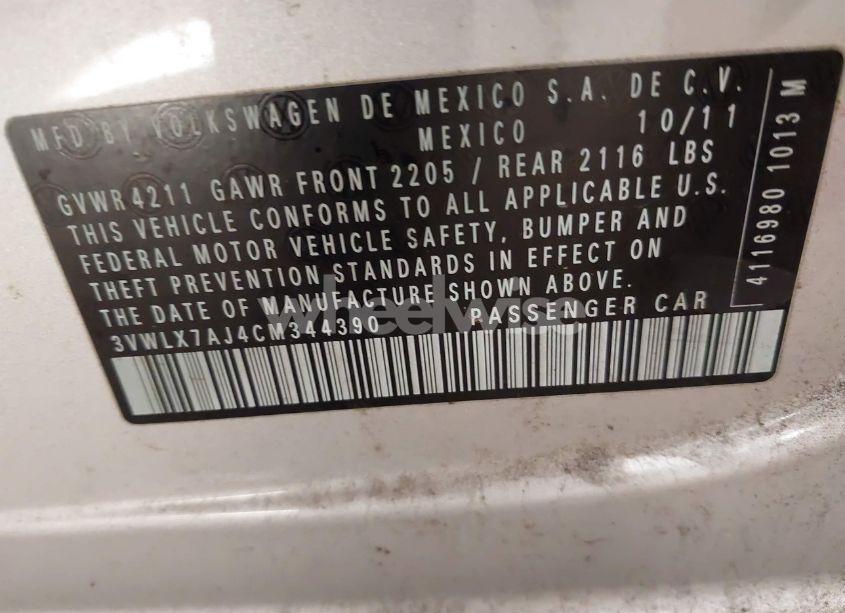 MFD BY VOLKSWAGEN DE MEXICO S.A. DE C.V.
MEXICO 10/11
GVWR 4211 GAWR FRONT 2205 / REAR 2116 LBS
THIS VEHICLE CONFORMS TO ALL APPLICABLE U.S.
FEDERAL MOTOR VEHICLE SAFETY, BUMPER AND
THEFT PREVENTION STANDARDS IN EFFECT ON
THE DATE OF MANUFACTURE SHOWN ABOVE.
3VWLX7AJ4CM344390 PASSENGER CAR
4116980 1013 M
wheelwise